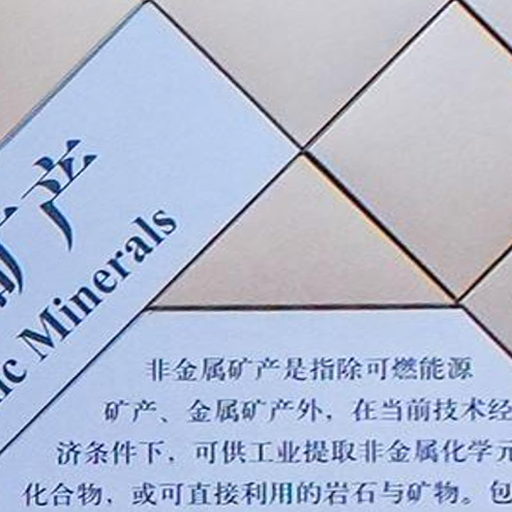 矿产
ic Minerals
非金属矿产是指除可燃能源
矿产、金属矿产外，在当前技术经
济条件下，可供工业提取非金属化学元
化合物，或可直接利用的岩石与矿物。包